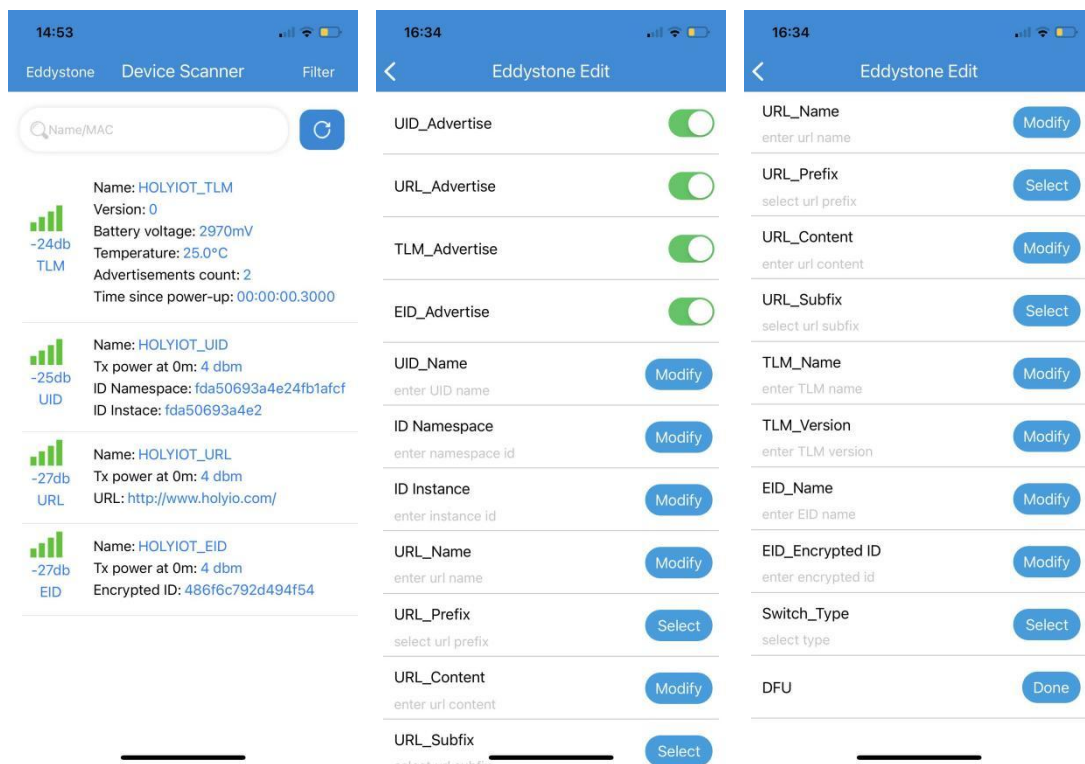 14:53
Eddystone Device Scanner Filter
Name/MAC
Name: HOLYIOT_TLM
Version: 0
Battery voltage: 2970mV
Temperature: 25.0°C
Advertisements count: 2
Time since power-up: 00:00:00.3000
-24db
TLM
Name: HOLYIOT_UID
Tx power at 0m: 4 dbm
ID Namespace: fda50693a4e24fb1afcf
ID Instace: fda50693a4e2
-25db
UID
Name: HOLYIOT_URL
Tx power at 0m: 4 dbm
URL: http://www.holyio.com/
-27db
URL
Name: HOLYIOT_EID
Tx power at 0m: 4 dbm
Encrypted ID: 486f6c792d494f54
-27db
EID
16:34
Eddystone Edit
UID_Advertise
URL_Advertise
TLM_Advertise
EID_Advertise
UID_Name
enter UID name
Modify
ID Namespace
enter namespace id
Modify
ID Instance
enter instance id
Modify
URL_Name
enter url name
Modify
URL_Prefix
select url prefix
Select
URL_Content
enter url content
Modify
URL_Subfix
Select
16:34
Eddystone Edit
URL_Name
enter url name
Modify
URL_Prefix
select url prefix
Select
URL_Content
enter url content
Modify
URL_Subfix
select url subfix
Select
TLM_Name
enter TLM name
Modify
TLM_Version
enter TLM version
Modify
EID_Name
enter EID name
Modify
EID_Encrypted ID
enter encrypted id
Modify
Switch_Type
select type
Select
DFU
Done